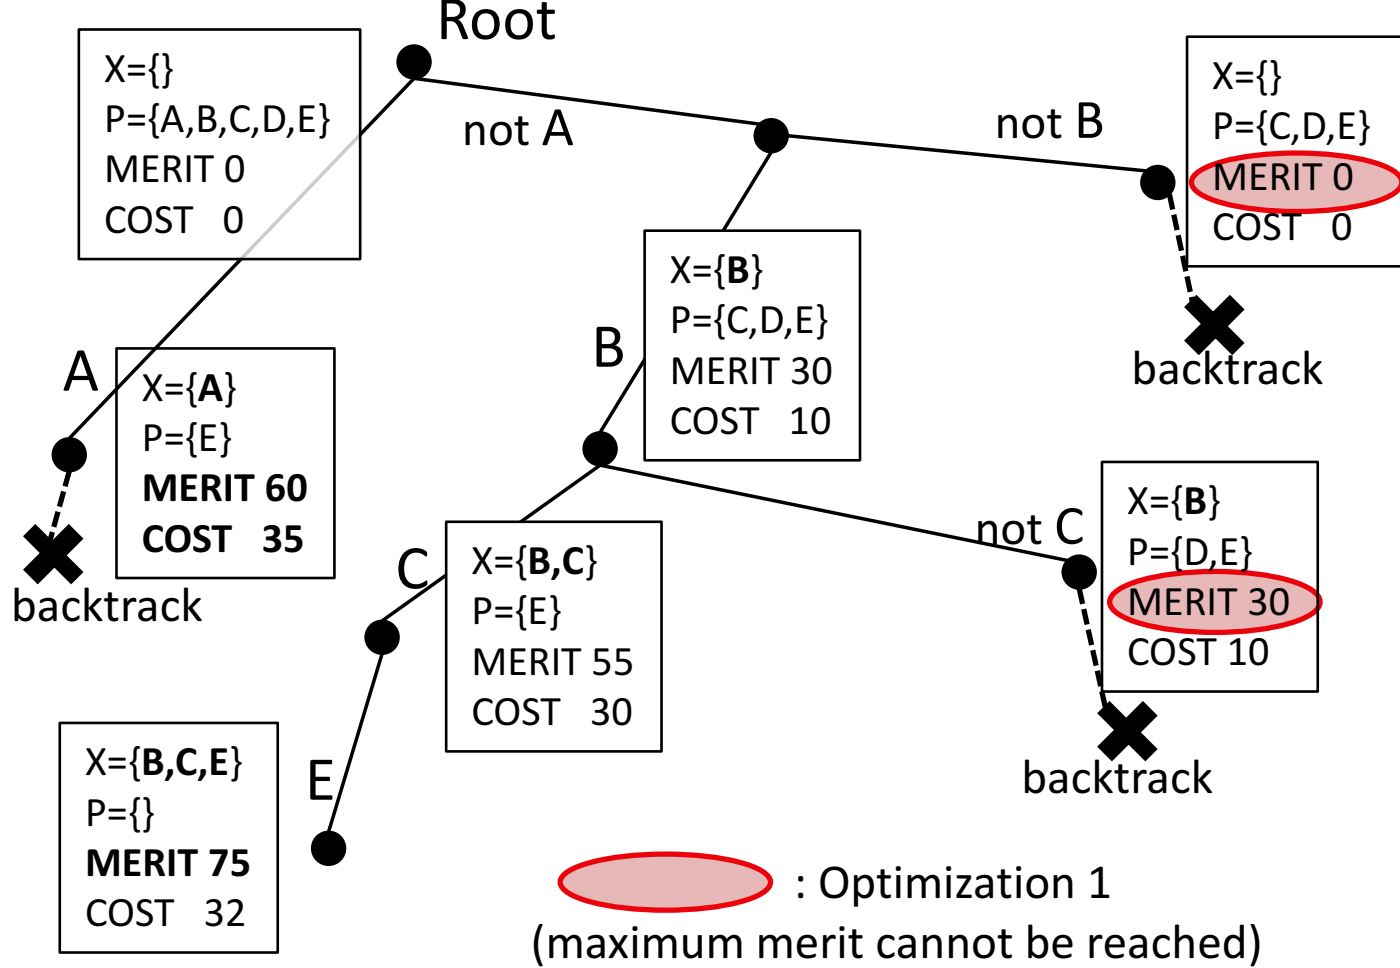 Root
X={}
P={A,B,C,D,E}
MERIT 0
COST 0
not A
not B
X={}
P={C,D,E}
MERIT 0
COST 0
backtrack
X={B}
P={C,D,E}
MERIT 30
COST 10
B
A
X={A}
P={E}
MERIT 60
COST 35
backtrack
not C
X={B}
P={D,E}
MERIT 30
COST 10
backtrack
C
X={B,C}
P={E}
MERIT 55
COST 30
E
X={B,C,E}
P={}
MERIT 75
COST 32
: Optimization 1
(maximum merit cannot be reached)